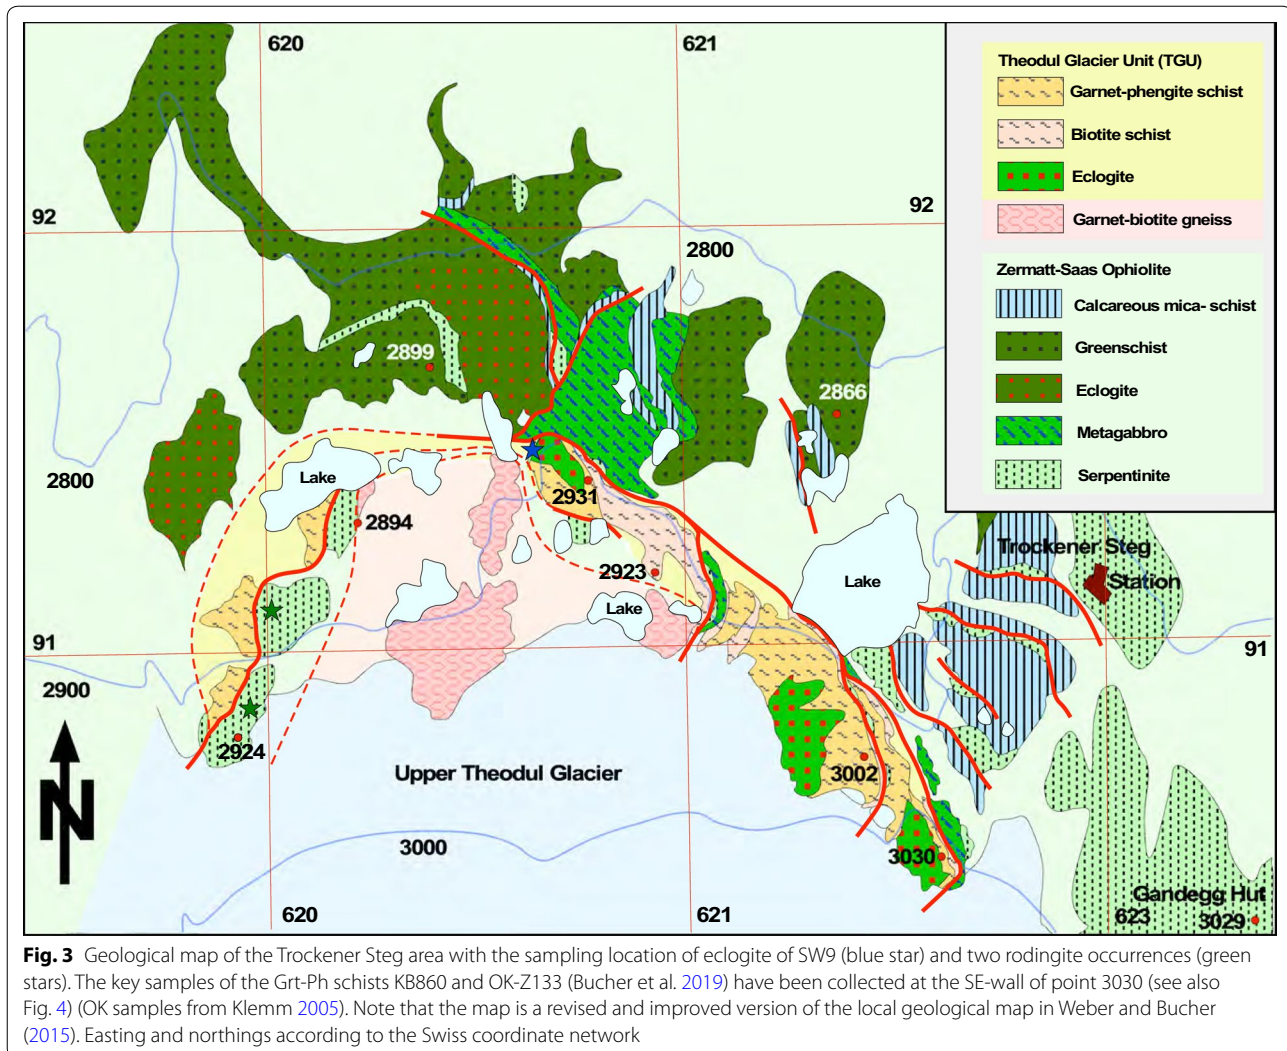 620
621
Theodul Glacier Unit (TGU)
Garnet-phengite schist
Biotite schist
Eclogite
Garnet-biotite gneiss
Zermatt-Saas Ophiolite
Calcareous mica- schist
Greenschist
Eclogite
Metagabbro
Serpentinite
92
92
2800
2899
2866
2800
Lake
2931
2894
2923
Lake
Lake
Trockener Steg
Station
91
91
2900
2924
Upper Theodul Glacier
3002
3000
3030
Gandegg Hut
620
621
623
3029
N
Fig. 3 Geological map of the Trockener Steg area with the sampling location of eclogite of SW9 (blue star) and two rodingite occurrences (green
stars). The key samples of the Grt-Ph schists KB860 and OK-Z133 (Bucher et al. 2019) have been collected at the SE-wall of point 3030 (see also
Fig. 4) (OK samples from Klemm 2005). Note that the map is a revised and improved version of the local geological map in Weber and Bucher
(2015). Easting and northings according to the Swiss coordinate network